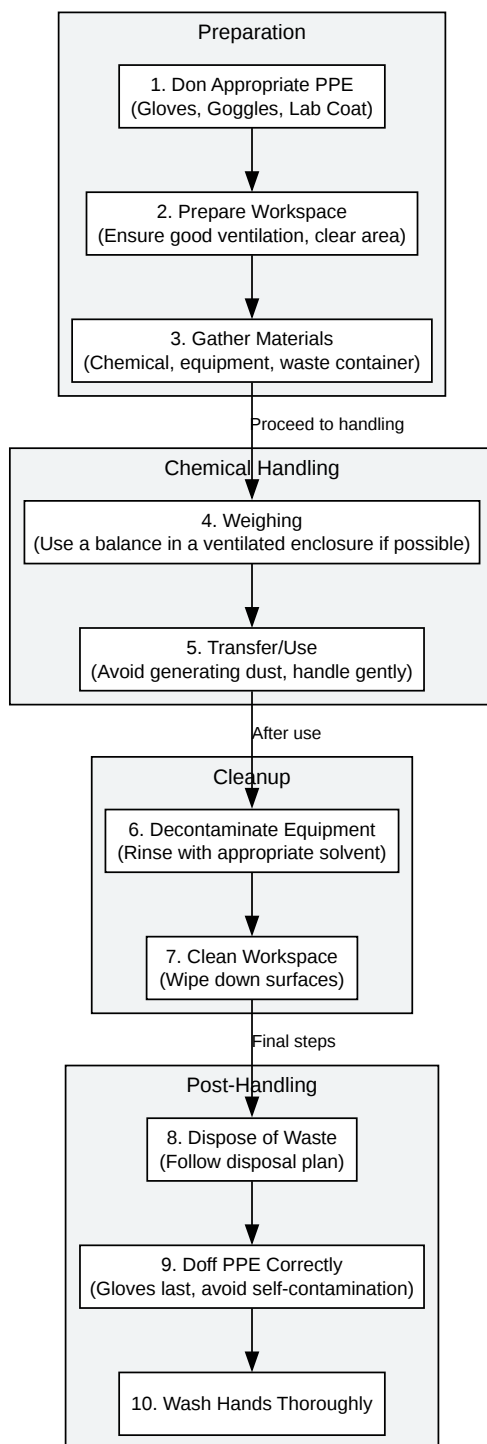 Preparation
1. Don Appropriate PPE
(Gloves, Goggles, Lab Coat)
2. Prepare Workspace
(Ensure good ventilation, clear area)
3. Gather Materials
(Chemical, equipment, waste container)
Proceed to handling
Chemical Handling
4. Weighing
(Use a balance in a ventilated enclosure if possible)
5. Transfer/Use
(Avoid generating dust, handle gently)
After use
Cleanup
6. Decontaminate Equipment
(Rinse with appropriate solvent)
7. Clean Workspace
(Wipe down surfaces)
Final steps
Post-Handling
8. Dispose of Waste
(Follow disposal plan)
9. Doff PPE Correctly
(Gloves last, avoid self-contamination)
10. Wash Hands Thoroughly